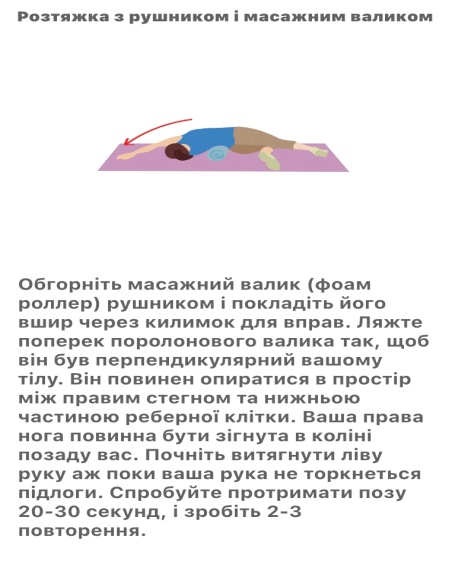 Розтяжка з рушником і масажним валиком
Обгорніть масажний валик (фоам
роллер) рушником і покладіть його
вшир через килимок для вправ. Ляжте
поперек поролонового валика так, щоб
він був перпендикулярний вашому
тілу. Він повинен опиратися в простір
між правим стегном та нижньою
частиною реберної клітки. Ваша права
нога повинна бути зігнута в коліні
позаду вас. Почніть витягнути ліву
руку аж поки ваша рука не торкнеться
підлоги. Спробуйте протримати позу
20-30 секунд, і зробіть 2-3
повторення.